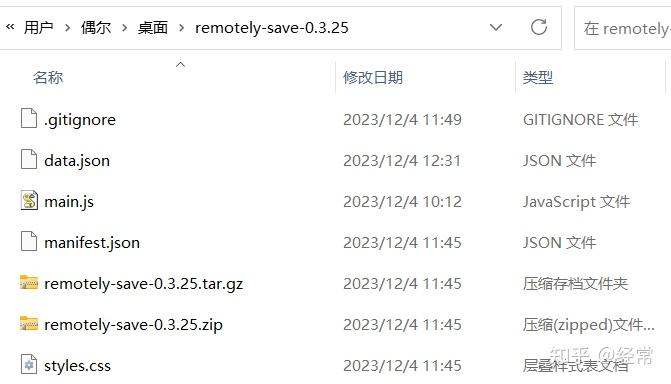 « 用户 > 偶尔 > 桌面 > remotely-save-0.3.25 在 remotely-
名称 修改日期 类型
.gitignore 2023/12/4 11:49 GITIGNORE 文件
data.json 2023/12/4 12:31 JSON 文件
main.js 2023/12/4 10:12 JavaScript 文件
manifest.json 2023/12/4 11:45 JSON 文件
remotely-save-0.3.25.tar.gz 2023/12/4 11:45 压缩存档文件夹
remotely-save-0.3.25.zip 2023/12/4 11:45 压缩(zipped)文件...
styles.css 2023/12/4 11:45 层叠样式表文档
知乎 @经常